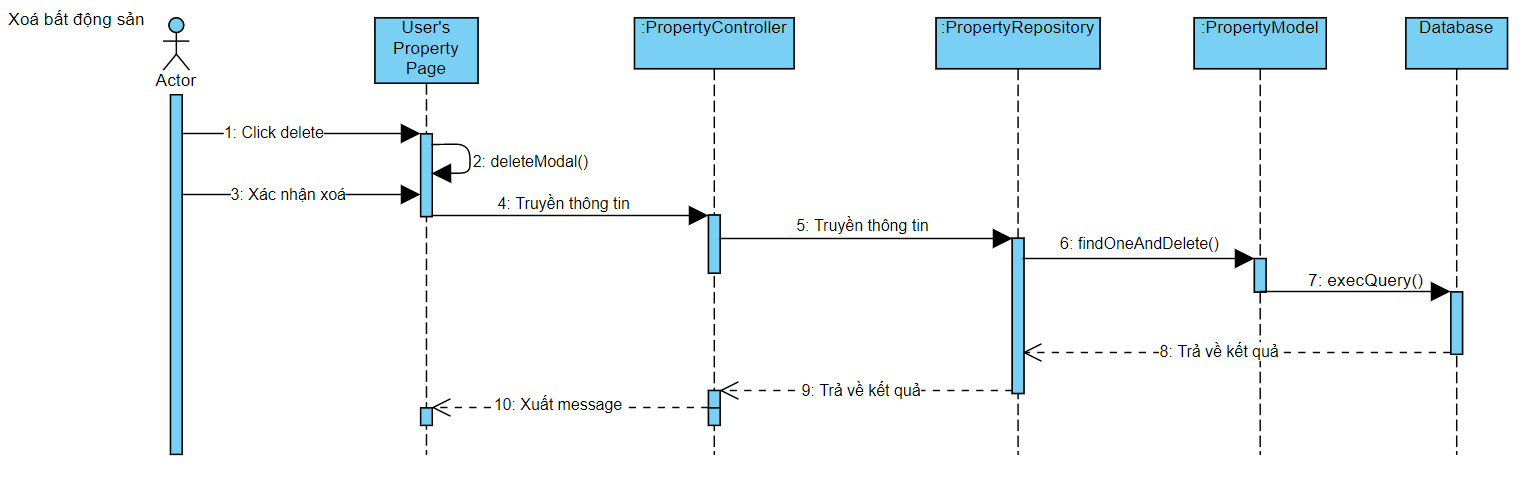 Xoá bất động sản
Actor
User's
Property
Page
:PropertyController
:PropertyRepository
:PropertyModel
Database
1: Click delete
2: deleteModal()
3: Xác nhận xoá
4: Truyền thông tin
5: Truyền thông tin
6: findOneAndDelete()
7: execQuery()
8: Trả về kết quả
9: Trả về kết quả
10: Xuất message